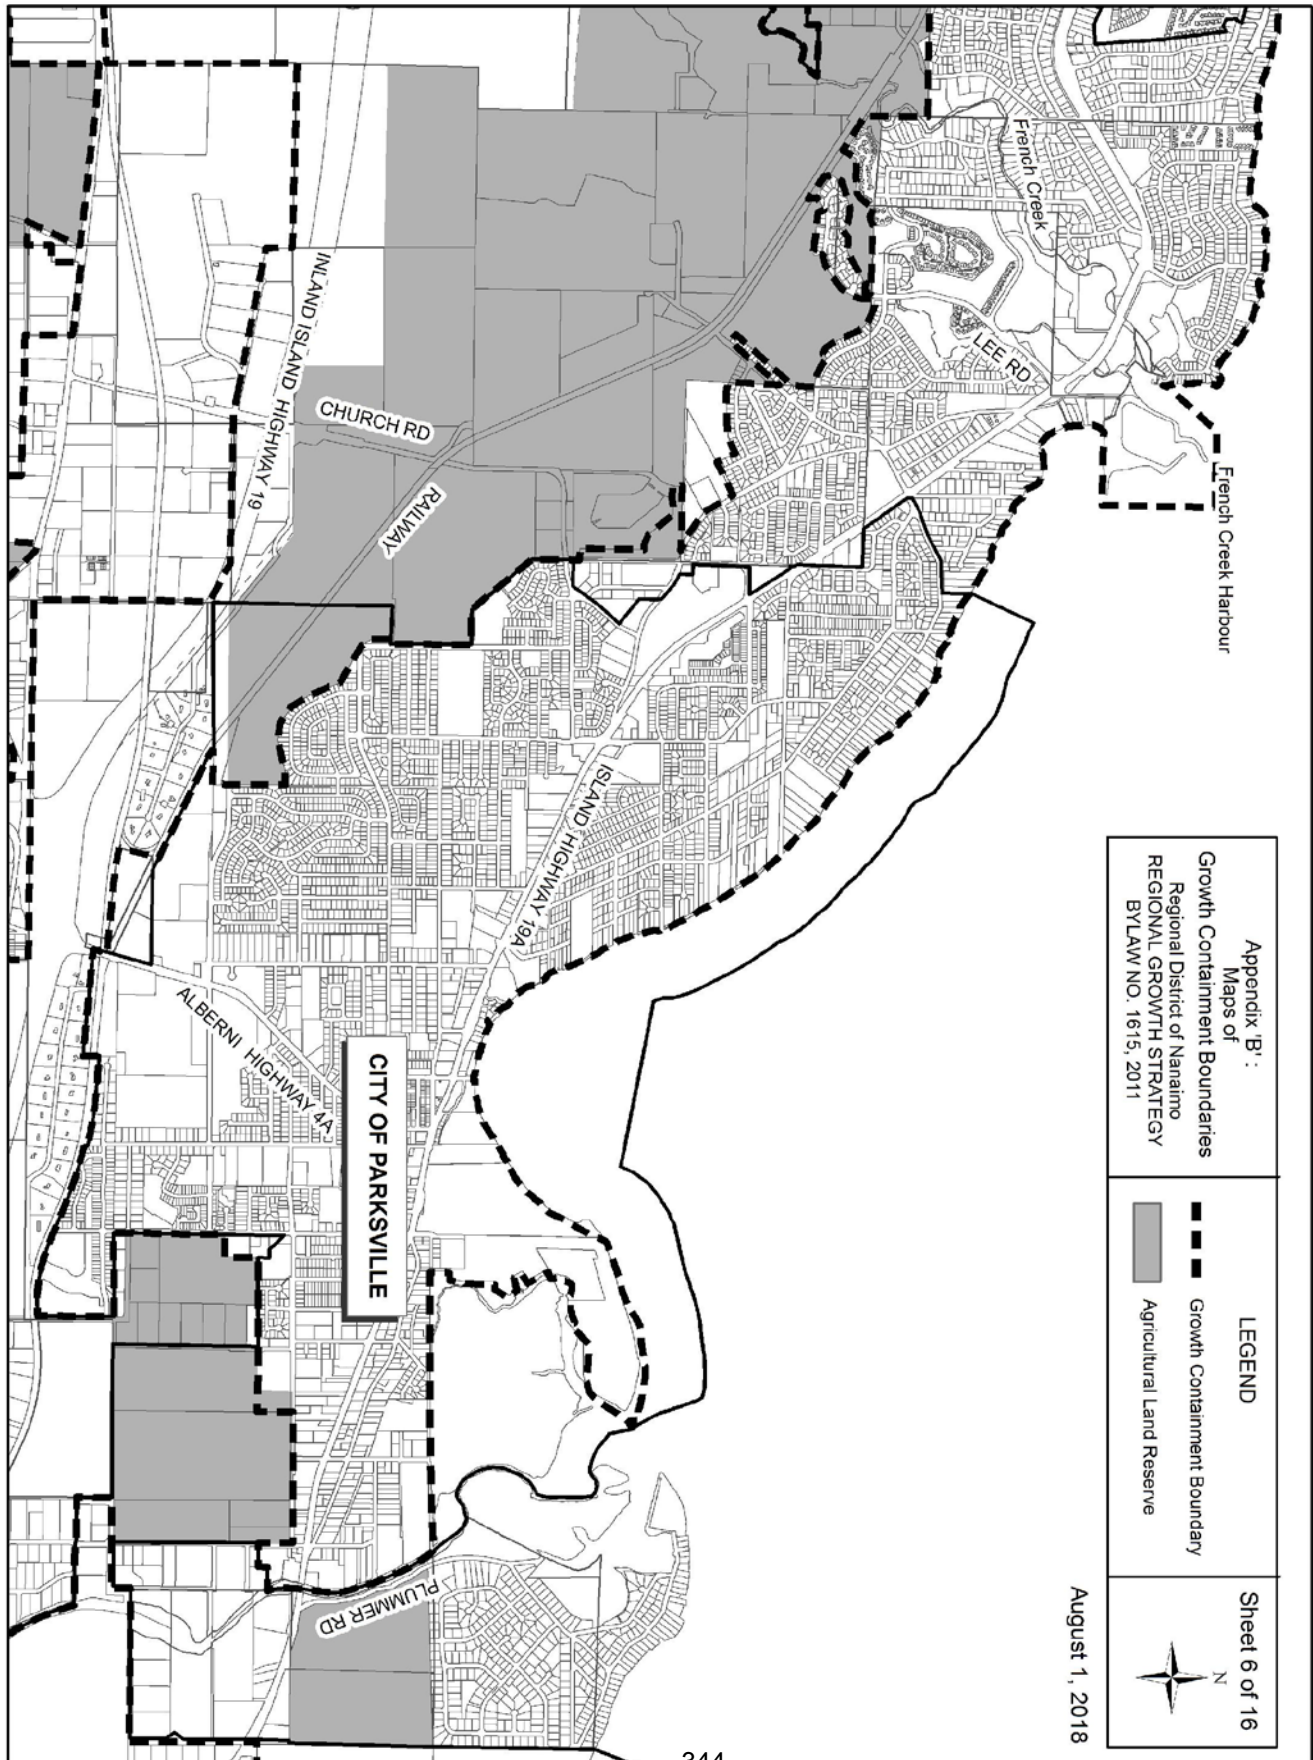 Appendix 'B' :
Maps of
Growth Containment Boundaries
Regional District of Nanaimo
REGIONAL GROWTH STRATEGY
BYLAW NO. 1615, 2011
LEGEND
Growth Containment Boundary
Agricultural Land Reserve
Sheet 6 of 16
N
August 1, 2018
French Creek Harbour
French Creek
LEE RD
INLAND ISLAND HIGHWAY 19
CHURCH RD
RAILWAY
ISLAND HIGHWAY 19A
ALBERNI HIGHWAY 4A
CITY OF PARKSVILLE
PLUMMER RD